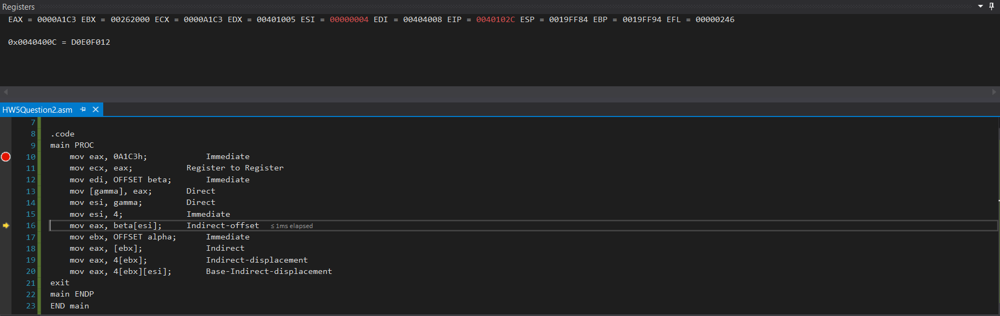 Registers
EAX = 0000A1C3 EBX = 00262000 ECX = 0000A1C3 EDX = 00401005 ESI = 00000004 EDI = 00404008 EIP = 0040102C ESP = 0019FF84 EBP = 0019FF94 EFL = 00000246
0x0040400C = D0E0F012
HW5Question2.asm
7
8 .code
9 main PROC
10 mov eax, 0A1C3h; Immediate
11 mov ecx, eax; Register to Register
12 mov edi, OFFSET beta; Immediate
13 mov [gamma], eax; Direct
14 mov esi, gamma; Direct
15 mov esi, 4; Immediate
16 mov eax, beta[esi]; Indirect-offset ≤ 1ms elapsed
17 mov ebx, OFFSET alpha; Immediate
18 mov eax, [ebx]; Indirect
19 mov eax, 4[ebx]; Indirect-displacement
20 mov eax, 4[ebx][esi]; Base-Indirect-displacement
21 exit
22 main ENDP
23 END main